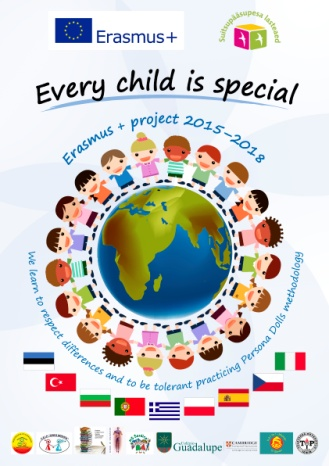 Erasmus+
Suitsupääsupesa lasteaed
Every child is special
Erasmus + project 2015-2018
We learn to respect differences and to be tolerant practicing Persona Dolls methodology
Guadalupe